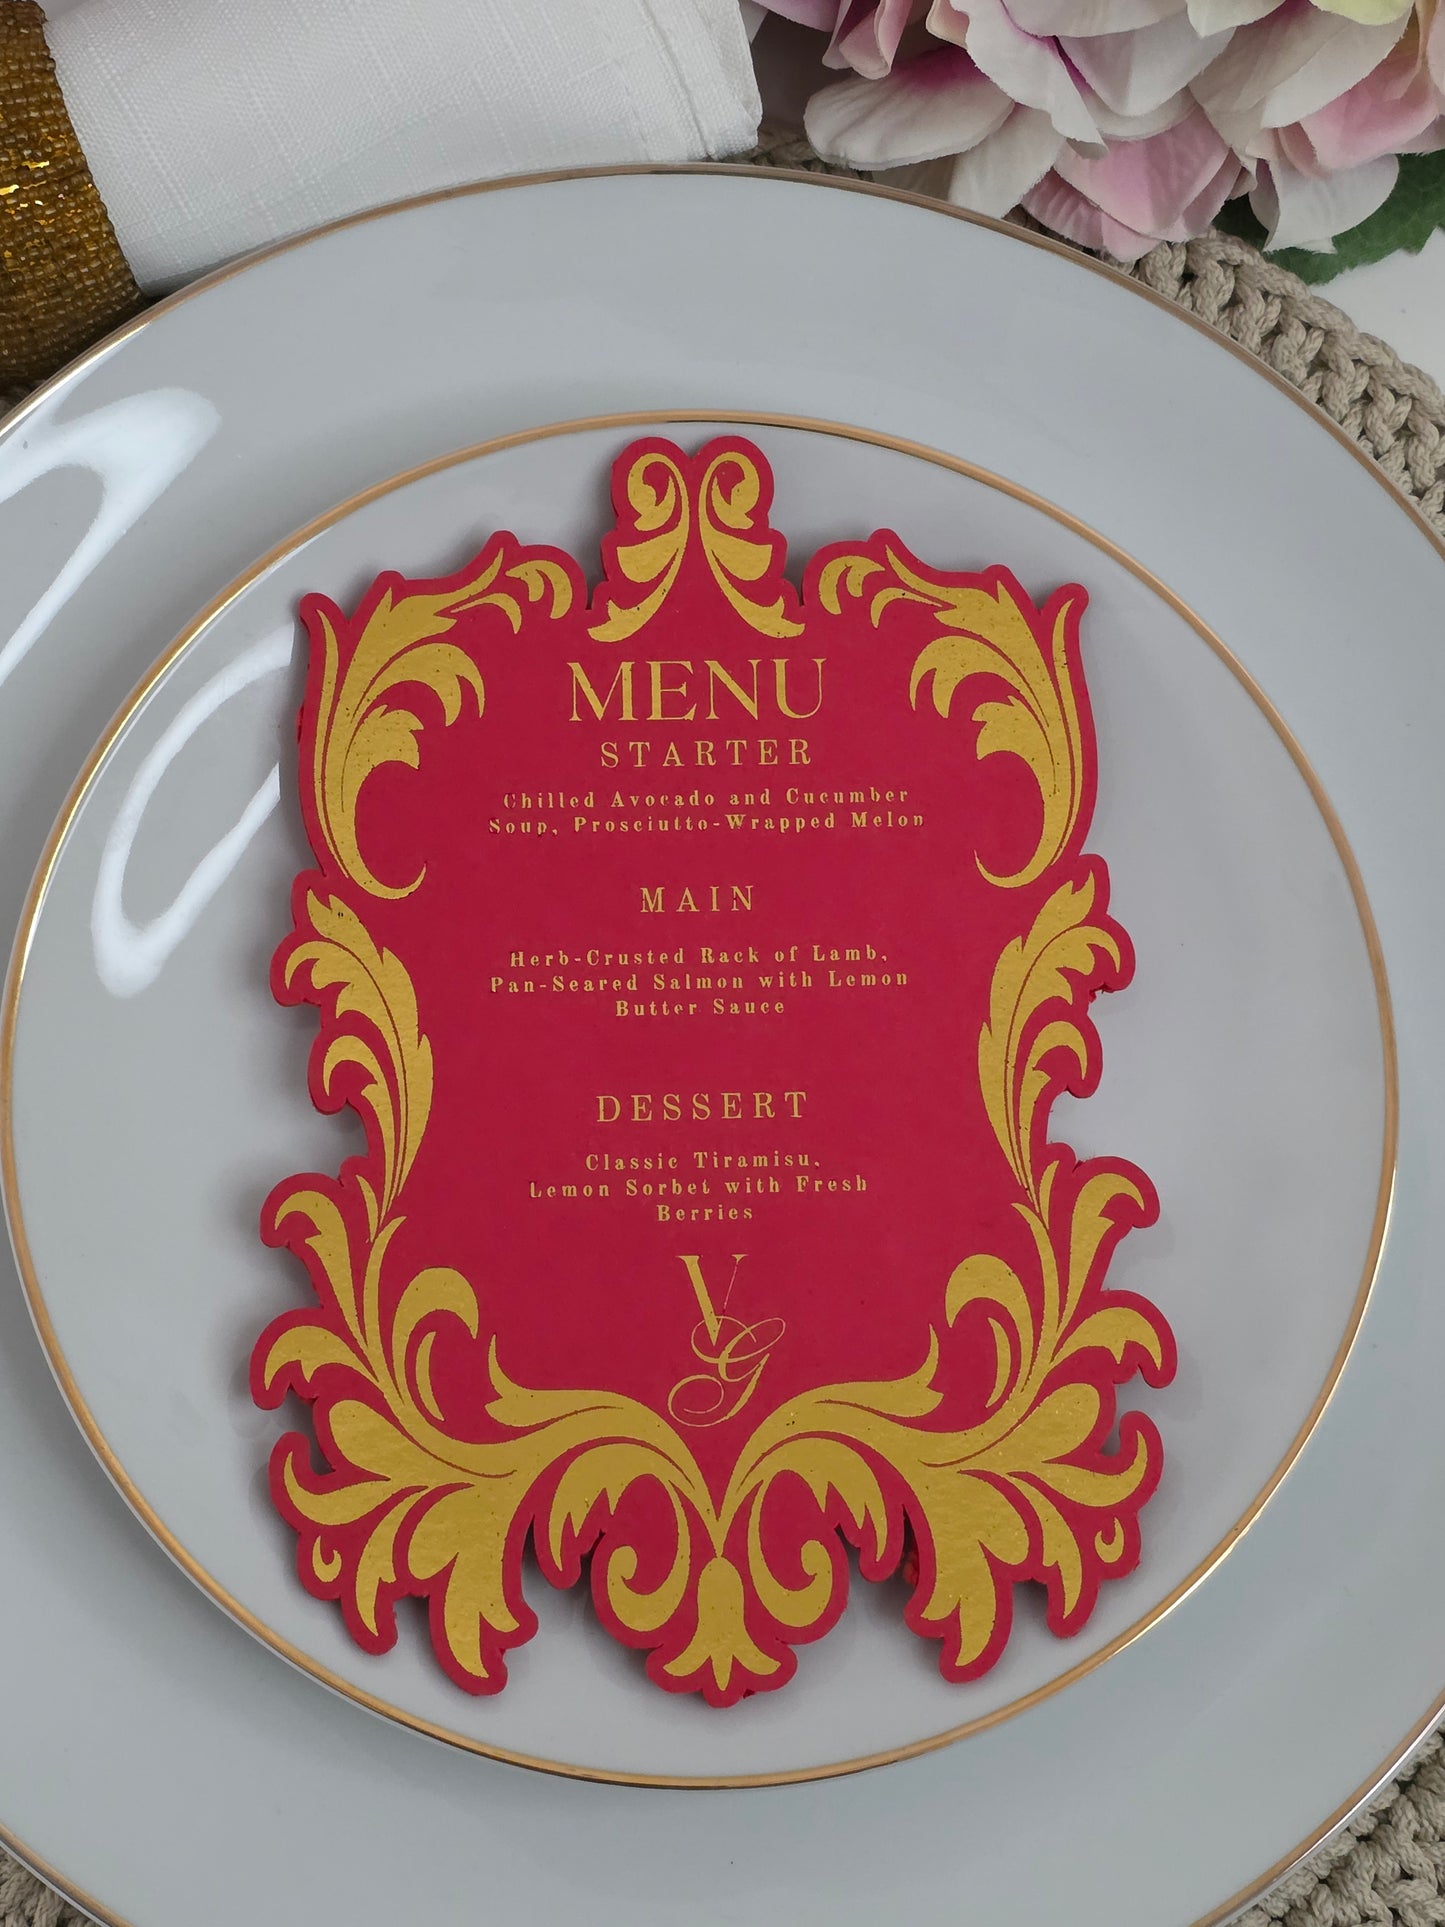 MENU
STARTER
Chilled Avocado and Cucumber
Soup, Prosciutto-Wrapped Melon
MAIN
Herb-Crusted Rack of Lamb,
Pan-Seared Salmon with Lemon
Butter Sauce
DESSERT
Classic Tiramisu,
Lemon Sorbet with Fresh
Berries
V
G